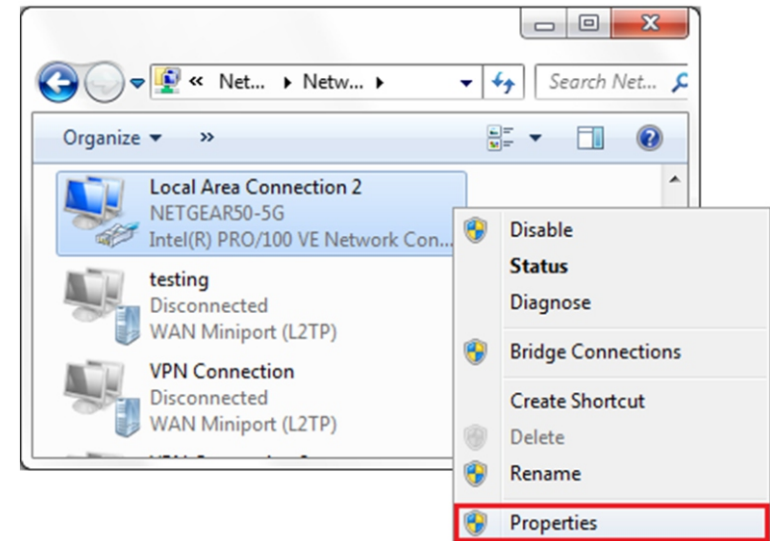 « Net... Netw...
Search Net...
Organize »
Local Area Connection 2
NETGEAR50-5G
Intel(R) PRO/100 VE Network Con...
testing
Disconnected
WAN Miniport (L2TP)
VPN Connection
Disconnected
WAN Miniport (L2TP)
Disable
Status
Diagnose
Bridge Connections
Create Shortcut
Delete
Rename
Properties